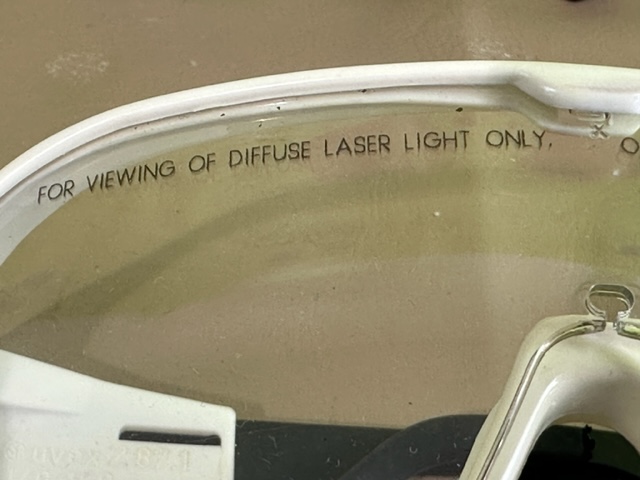 FOR VIEWING OF DIFFUSE LASER LIGHT ONLY,